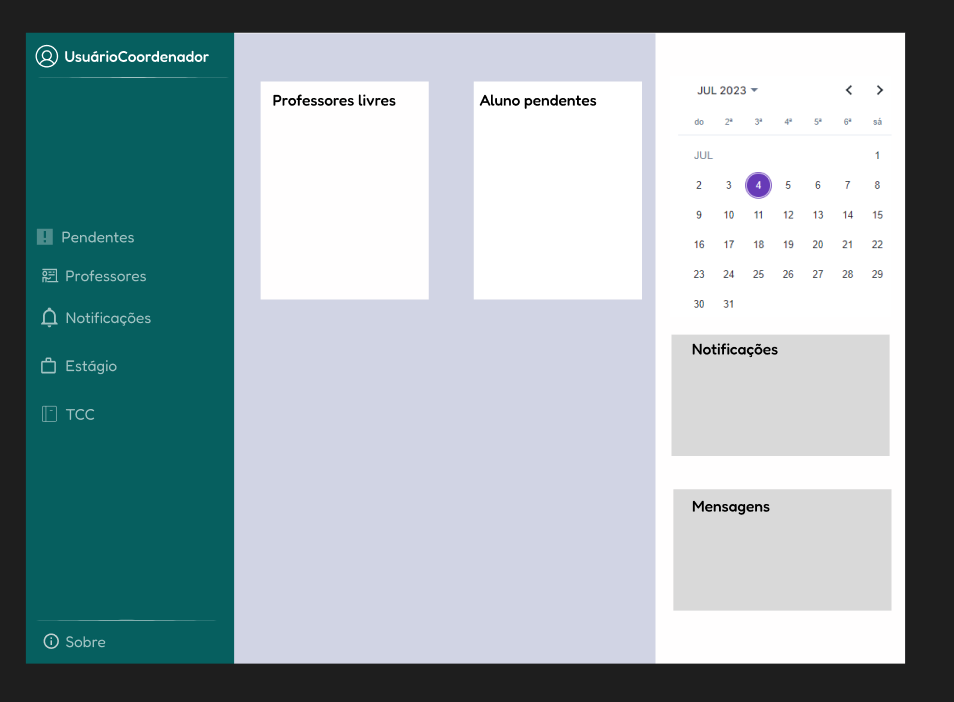 UsuárioCoordenador
Pendentes
Professores
Notificações
Estágio
TCC
Sobre
Professores livres
Aluno pendentes
JUL 2023
do 2ª 3ª 4ª 5ª 6ª sá
JUL 1
2 3 4 5 6 7 8
9 10 11 12 13 14 15
16 17 18 19 20 21 22
23 24 25 26 27 28 29
30 31
Notificações
Mensagens